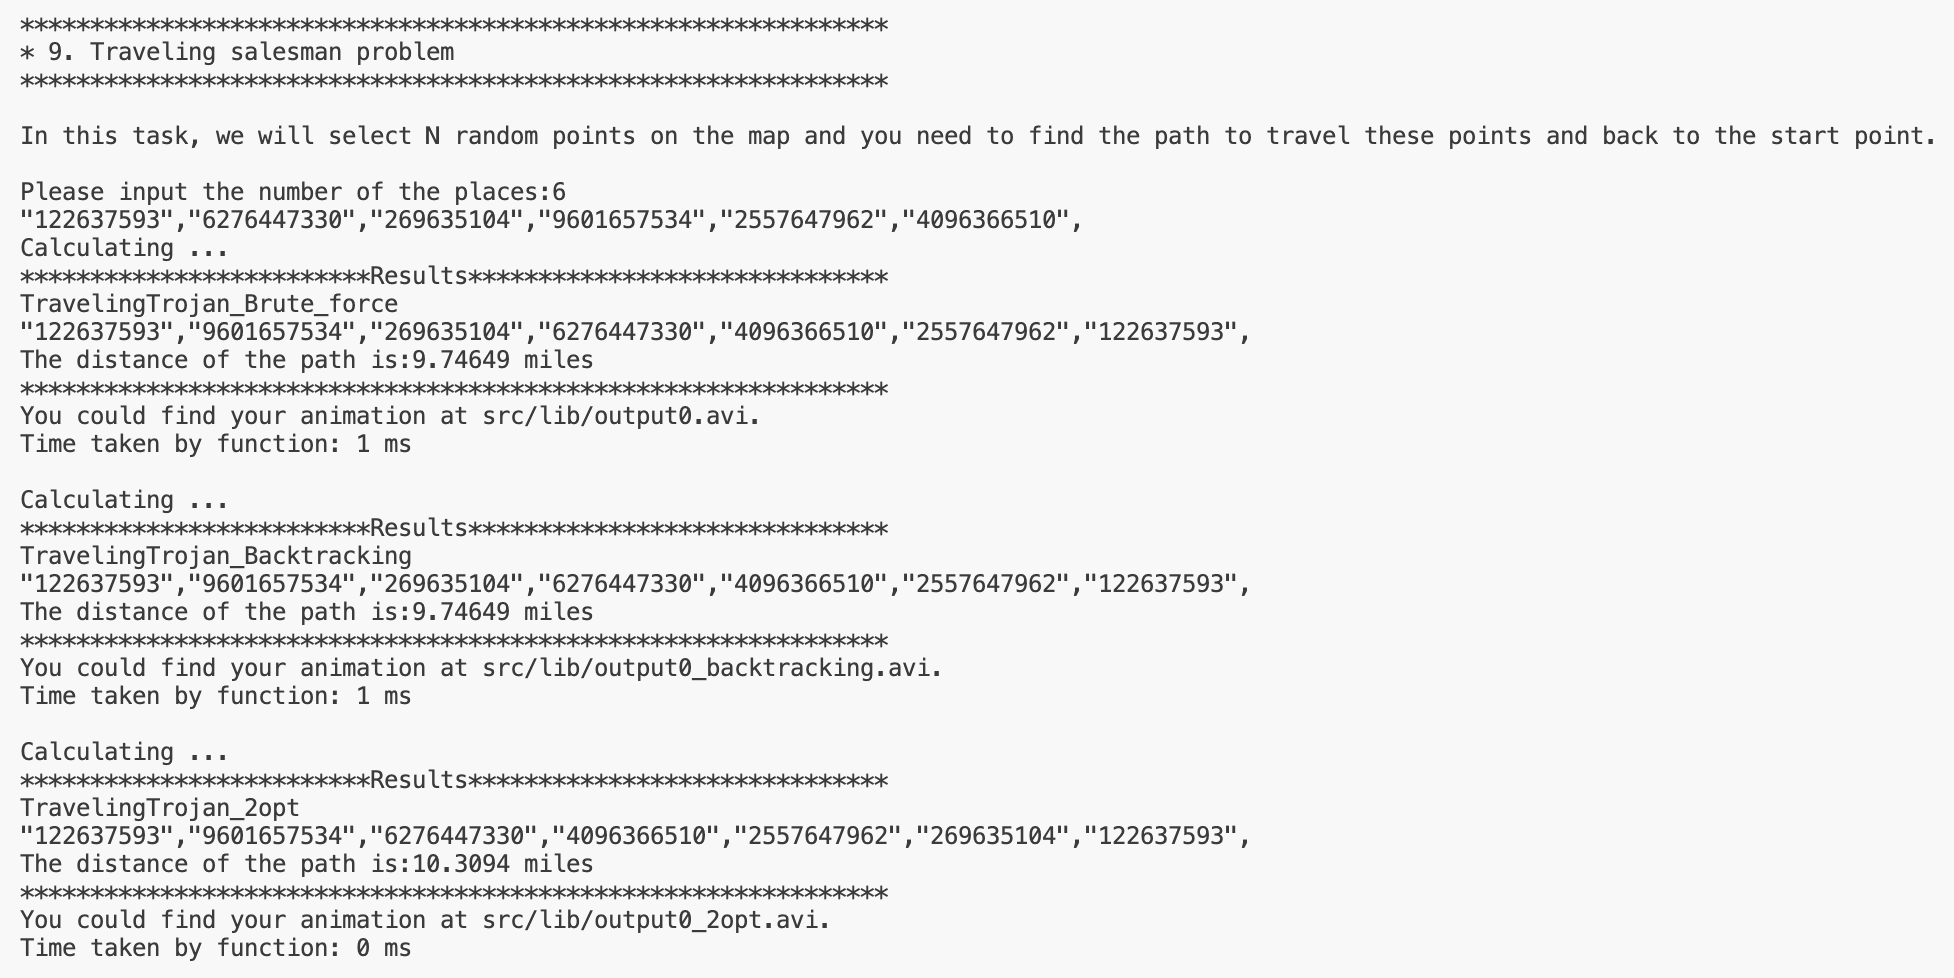 **************************************************************
* 9. Traveling salesman problem
**************************************************************
In this task, we will select N random points on the map and you need to find the path to travel these points and back to the start point.
Please input the number of the places:6
"122637593","6276447330","269635104","9601657534","2557647962","4096366510",
Calculating ...
*************************Results******************************
TravelingTrojan_Brute_force
"122637593","9601657534","269635104","6276447330","4096366510","2557647962","122637593",
The distance of the path is:9.74649 miles
**************************************************************
You could find your animation at src/lib/output0.avi.
Time taken by function: 1 ms
Calculating ...
*************************Results******************************
TravelingTrojan_Backtracking
"122637593","9601657534","269635104","6276447330","4096366510","2557647962","122637593",
The distance of the path is:9.74649 miles
**************************************************************
You could find your animation at src/lib/output0_backtracking.avi.
Time taken by function: 1 ms
Calculating ...
*************************Results******************************
TravelingTrojan_2opt
"122637593","9601657534","6276447330","4096366510","2557647962","269635104","122637593",
The distance of the path is:10.3094 miles
**************************************************************
You could find your animation at src/lib/output0_2opt.avi.
Time taken by function: 0 ms